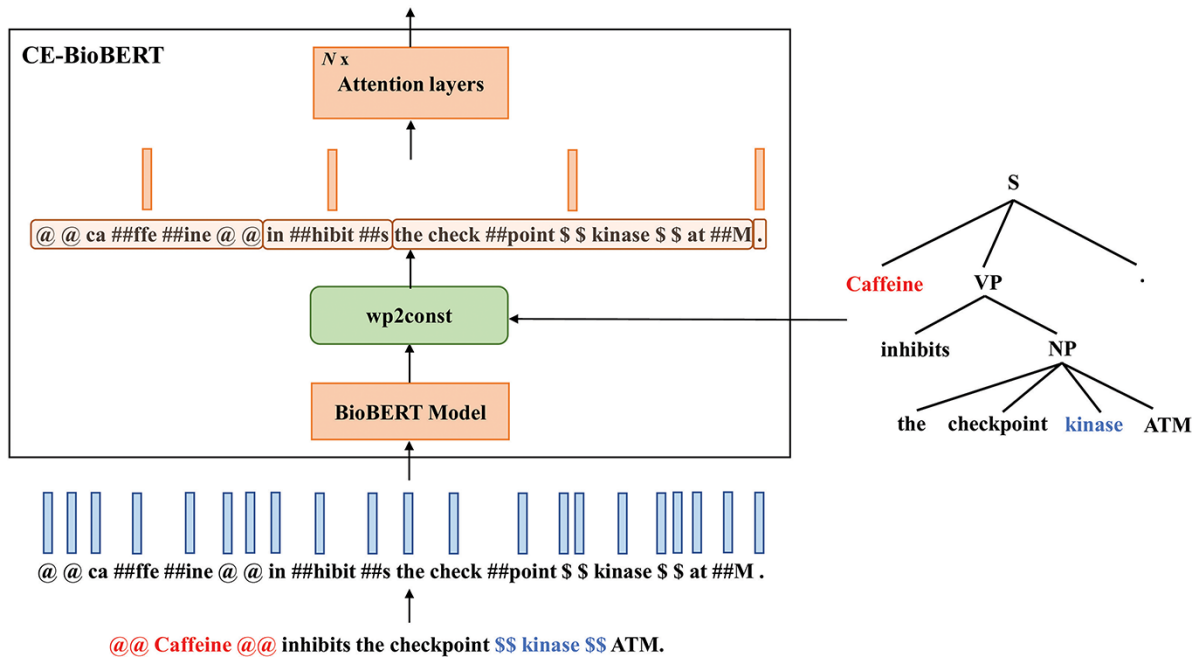 CE-BioBERT
N x
Attention layers
@ @ ca ##ffe ##ine @ @ in ##hibit ##s the check ##point $ $ kinase $ $ at ##M .
wp2const
BioBERT Model
@ @ ca ##ffe ##ine @ @ in ##hibit ##s the check ##point $ $ kinase $ $ at ##M .
@@ Caffeine @@ inhibits the checkpoint $$ kinase $$ ATM.
S
Caffeine VP .
inhibits NP
the checkpoint kinase ATM